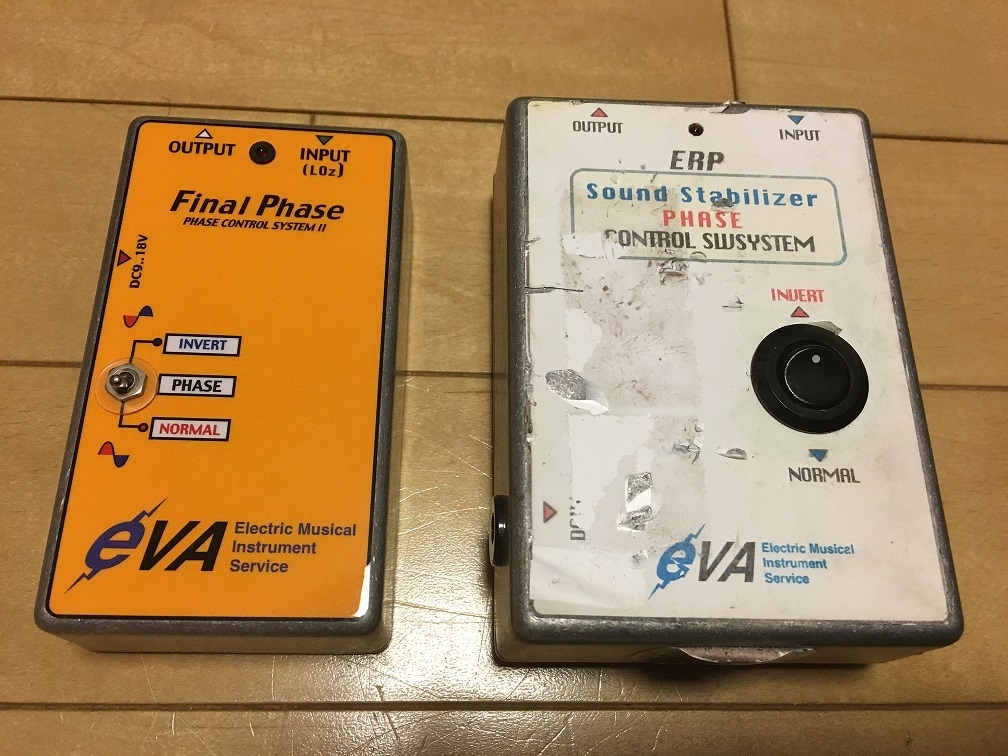 OUTPUT
INPUT
(LOz)
Final Phase
PHASE CONTROL SYSTEM II
DC9..18V
INVERT
PHASE
NORMAL
eVA
Electric Musical
Instrument
Service
OUTPUT
INPUT
ERP
Sound Stabilizer
PHASE
CONTROL SWSYSTEM
INVERT
NORMAL
eVA
Electric Musical
Instrument
Service